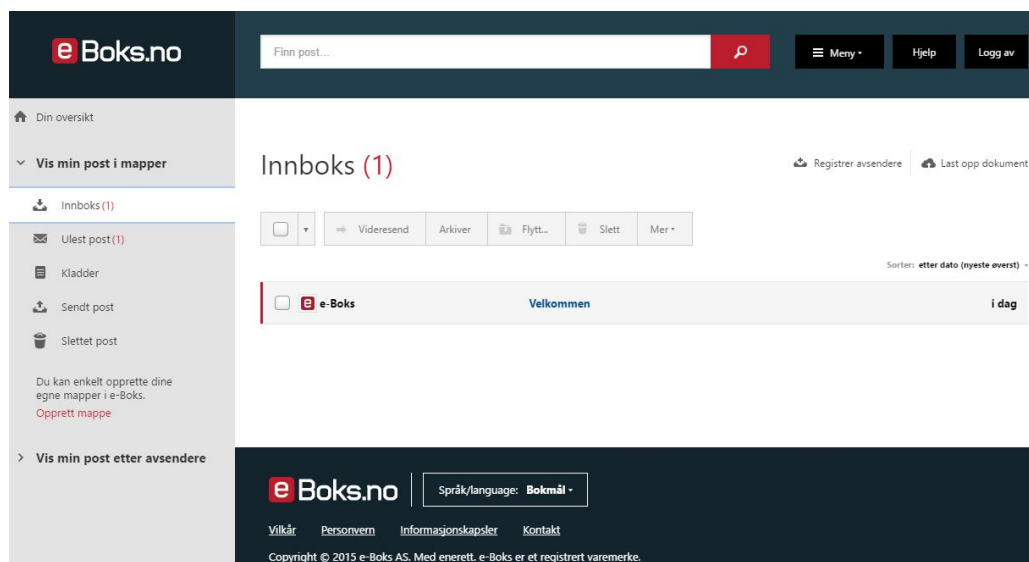 e Boks.no
Finn post...
Meny
Hjelp
Logg av
Din oversikt
Vis min post i mapper
Innboks (1)
Ulest post (1)
Kladder
Sendt post
Slettet post
Du kan enkelt opprette dine
egne mapper i e-Boks.
Opprett mappe
Vis min post etter avsendere
Innboks (1)
Registrer avsendere
Last opp dokument
Videresend
Arkiver
Flytt...
Slett
Mer
Sorter: etter dato (nyeste øverst)
e e-Boks Velkommen i dag
e Boks.no
Språk/language: Bokmål
Vilkår Personvern Informasjonskapsler Kontakt
Copyright © 2015 e-Boks AS. Med enerett. e-Boks er et registrert varemerke.